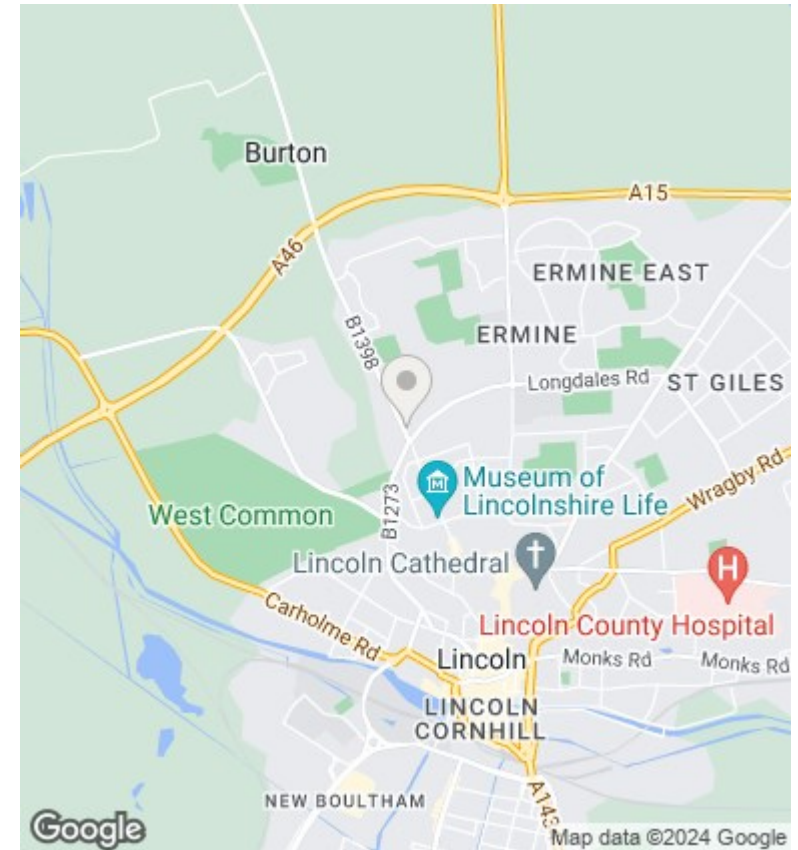 Burton
A15
A46
ERMINE EAST
B1398
ERMINE
Longdales Rd
ST GILES
Museum of
Lincolnshire Life
Wragby Rd
West Common
B1273
Lincoln Cathedral
H
Carholme Rd
Lincoln County Hospital
Lincoln
Monks Rd
Monks Rd
LINCOLN
CORNHILL
NEW BOULTHAM
A143
Google
Map data ©2024 Google